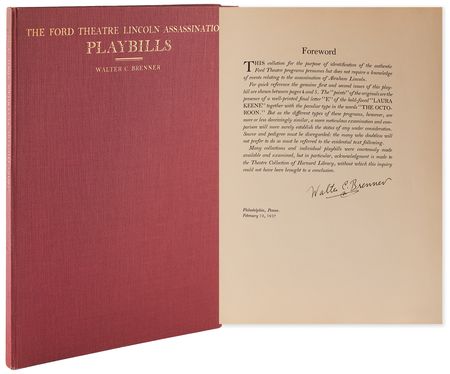 THE FORD THEATRE LINCOLN ASSASSINATION
PLAYBILLS
WALTER C. BRENNER
Foreword
THIS collation for the purpose of identification of the authentic
Ford Theatre programs presumes but does not require a knowledge
of events relating to the assassination of Abraham Lincoln.
For quick reference the genuine first and second issues of this play-
bill are shown between pages 4 and 5. The "points" of the originals are the
presence of a well-printed final letter "E" of the bold-faced "LAURA
KEENE" together with the peculiar type in the words "THE OCTO-
ROON." But as the different types of these programs, however, are
more or less deceivingly similar, a more meticulous examination and com-
parison will more surely establish the status of any under consideration.
Source and pedigree must be disregarded: the many who doubtless will
not prefer to do so must be referred to the evidential text following.
Many collections and individual playbills were courteously made
available and examined, but in particular, acknowledgment is made to
the Theatre Collection of Harvard Library, without which this inquiry
could not have been brought to a conclusion.
Walter C. Brenner
Philadelphia, Penna.
February 12, 1937